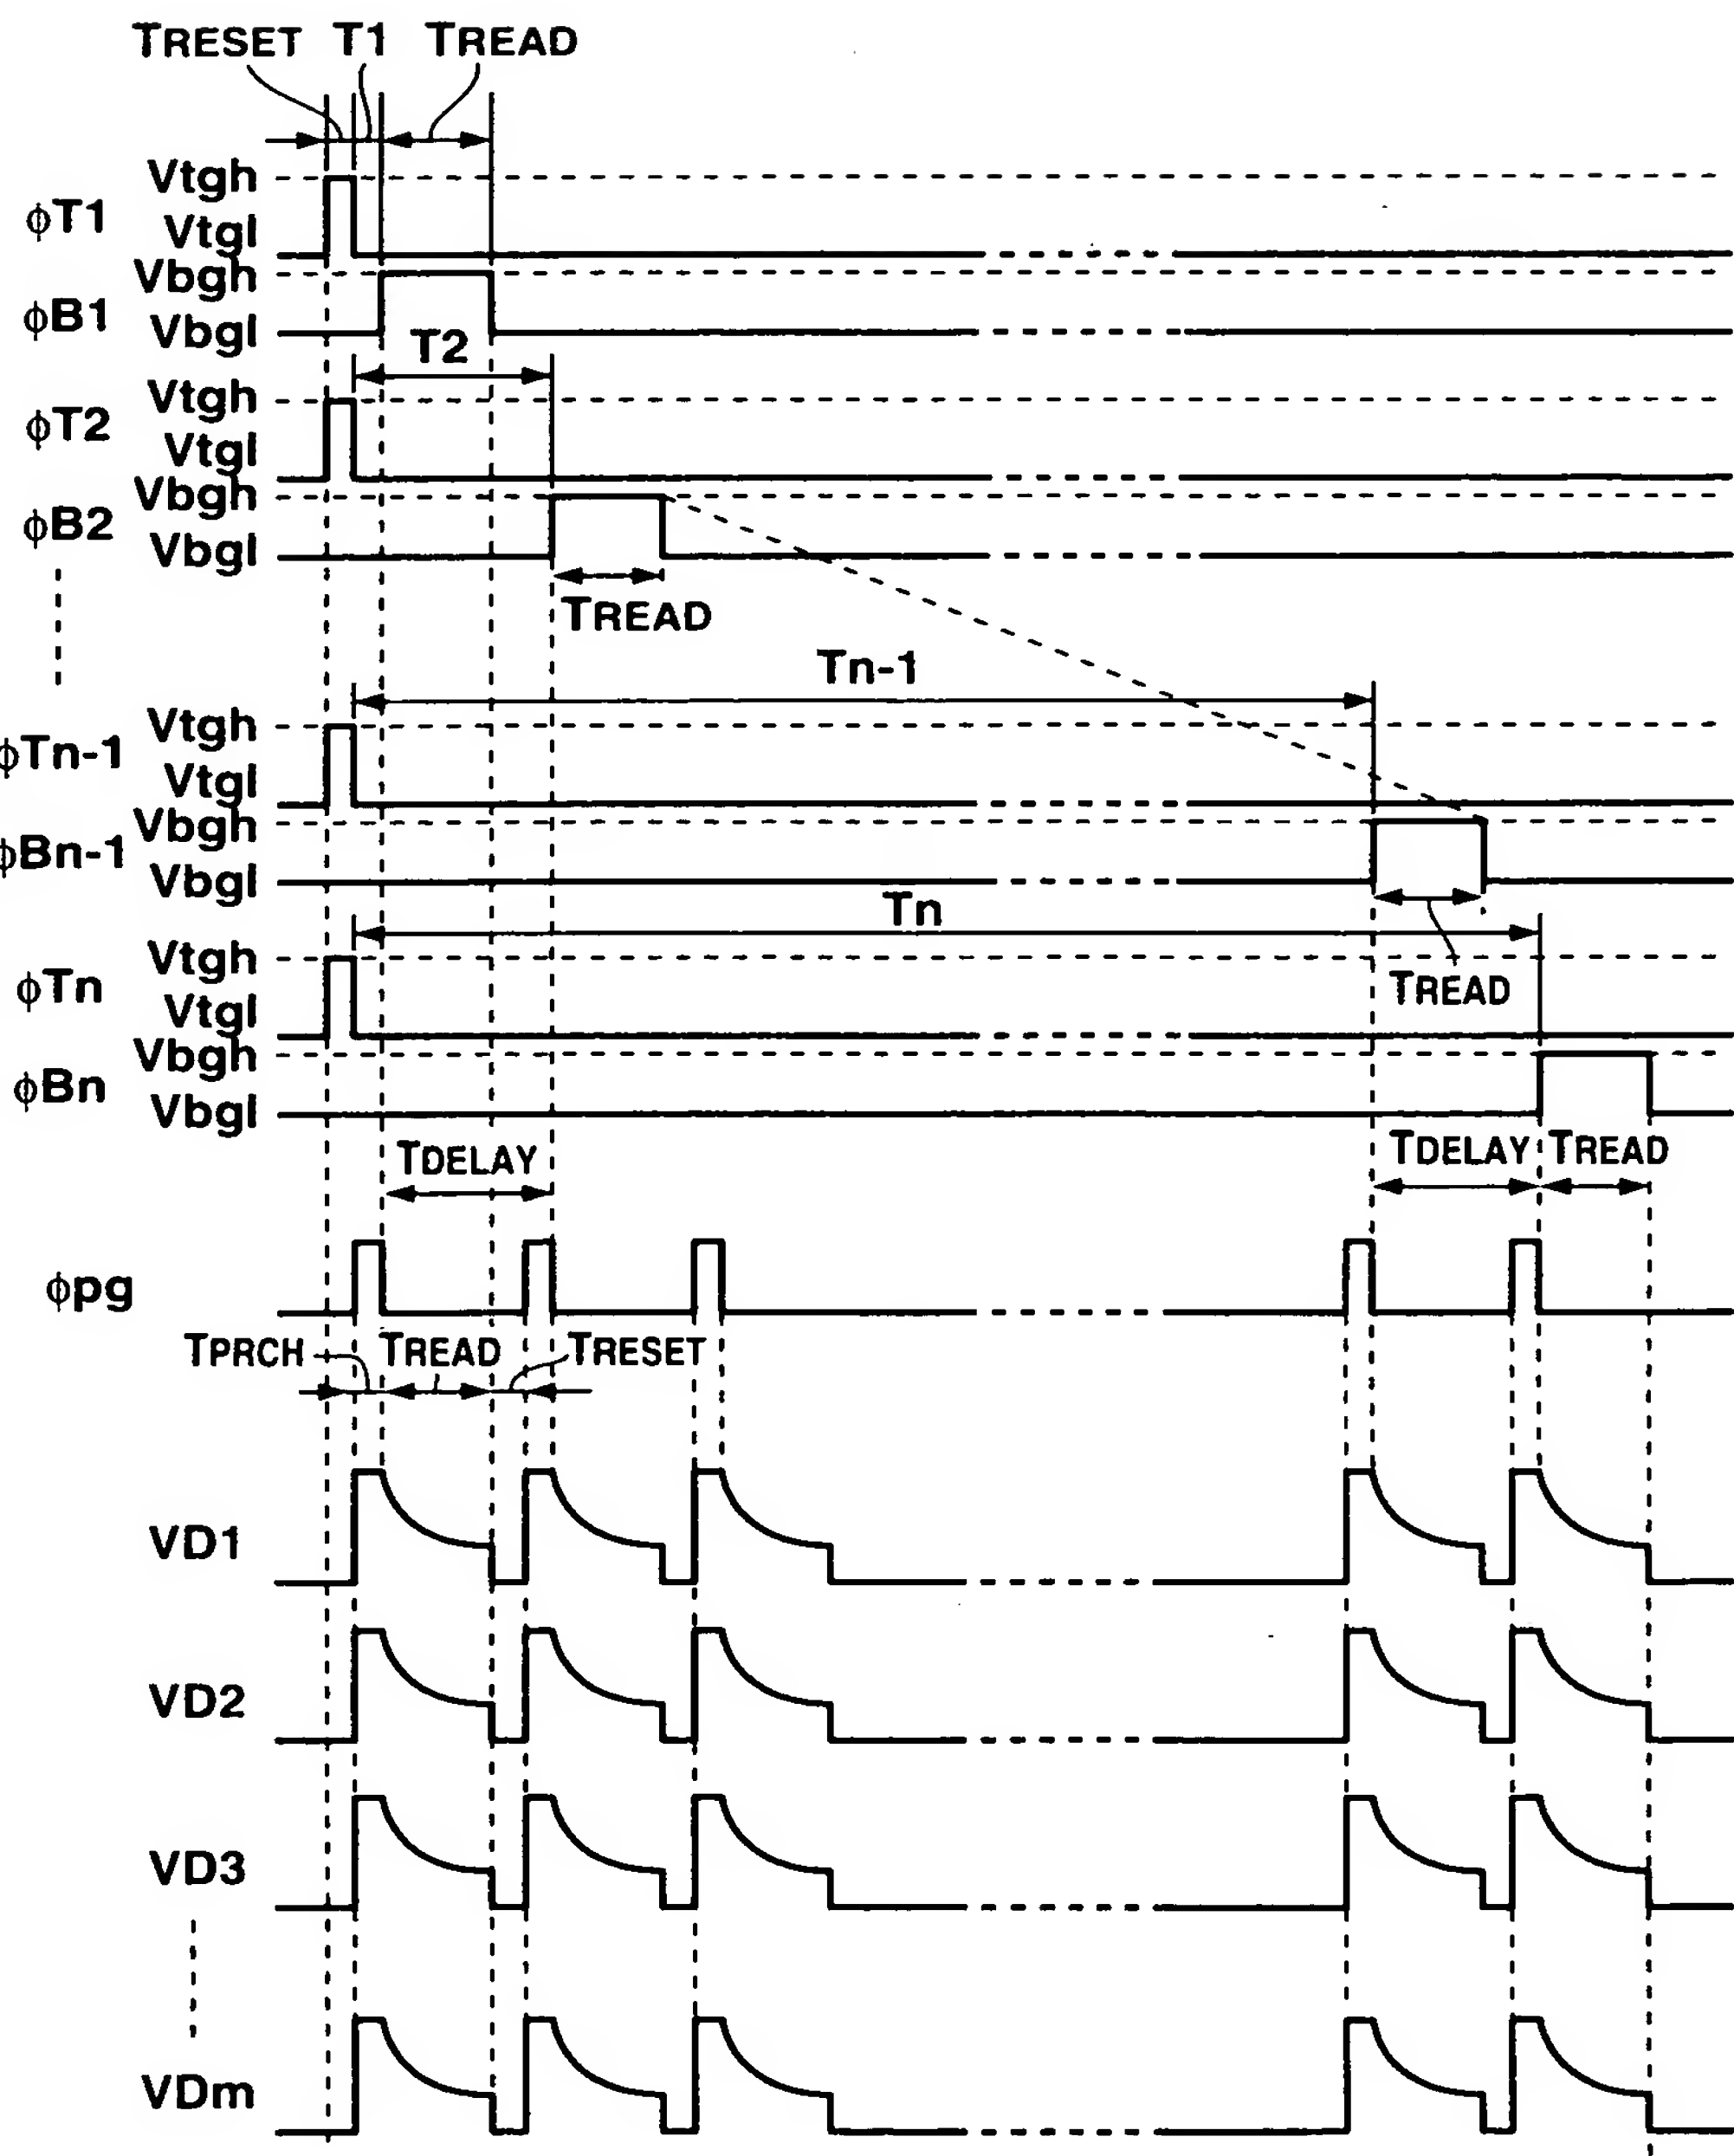 TRESET T1 TREAD
Vtgh
ϕT1
Vtgl
Vbgh
ϕB1
Vbgl
T2
Vtgh
ϕT2
Vtgl
Vbgh
ϕB2
Vbgl
TREAD
Tn-1
Vtgh
ϕTn-1
Vtgl
Vbgh
ϕBn-1
Vbgl
Tn
Vtgh
ϕTn
TREAD
Vtgl
Vbgh
ϕBn
Vbgl
TDELAY TDELAY TREAD
ϕpg
TPRCH TREAD TRESET
VD1
VD2
VD3
VDm